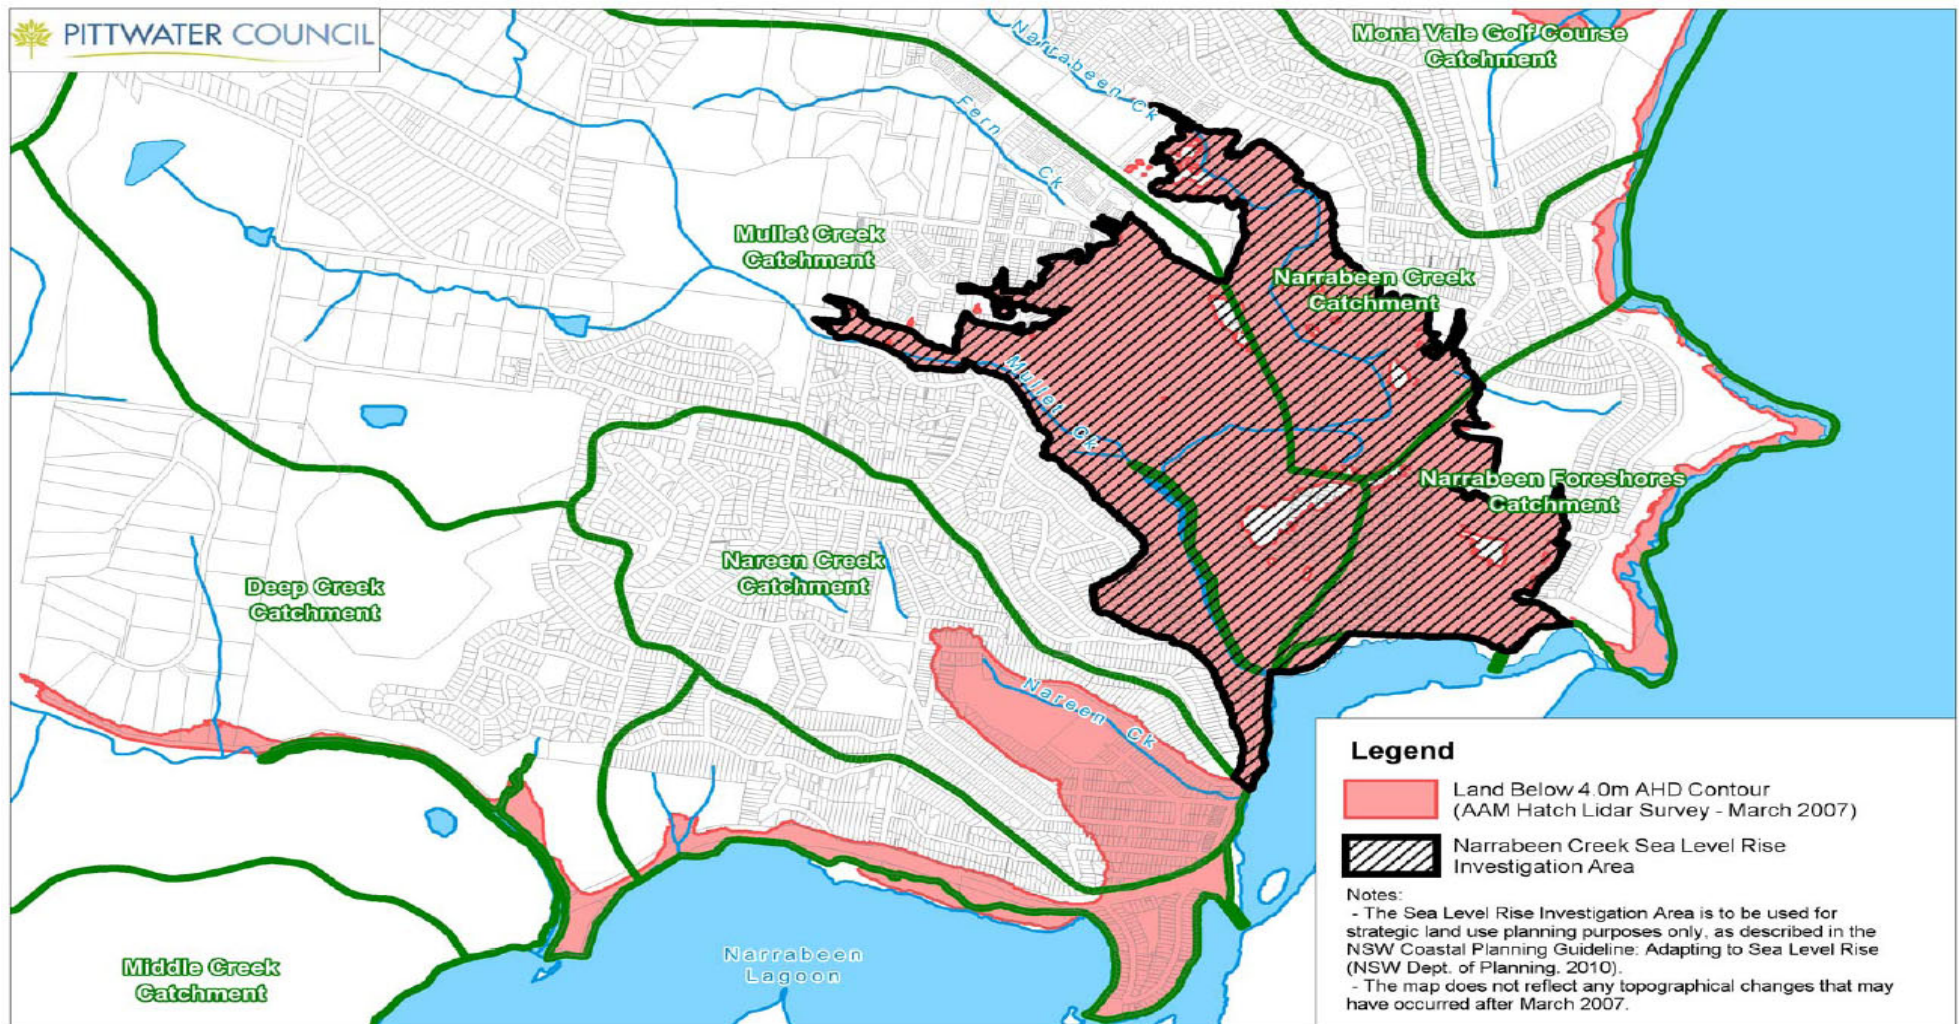 PITTWATER COUNCIL
Mona Vale Golf Course
Catchment
Narrabeen Ck
Fern
Ck
Mullet Creek
Catchment
Narrabeen Creek
Catchment
Mullet
Ck
Narrabeen Foreshores
Catchment
Nareen Creek
Catchment
Deep Creek
Catchment
Nareen
Ck
Middle Creek
Catchment
Narrabeen
Lagoon
Legend
Land Below 4.0m AHD Contour
(AAM Hatch Lidar Survey - March 2007)
Narrabeen Creek Sea Level Rise
Investigation Area
Notes:
- The Sea Level Rise Investigation Area is to be used for
strategic land use planning purposes only, as described in the
NSW Coastal Planning Guideline: Adapting to Sea Level Rise
(NSW Dept. of Planning, 2010).
- The map does not reflect any topographical changes that may
have occurred after March 2007.